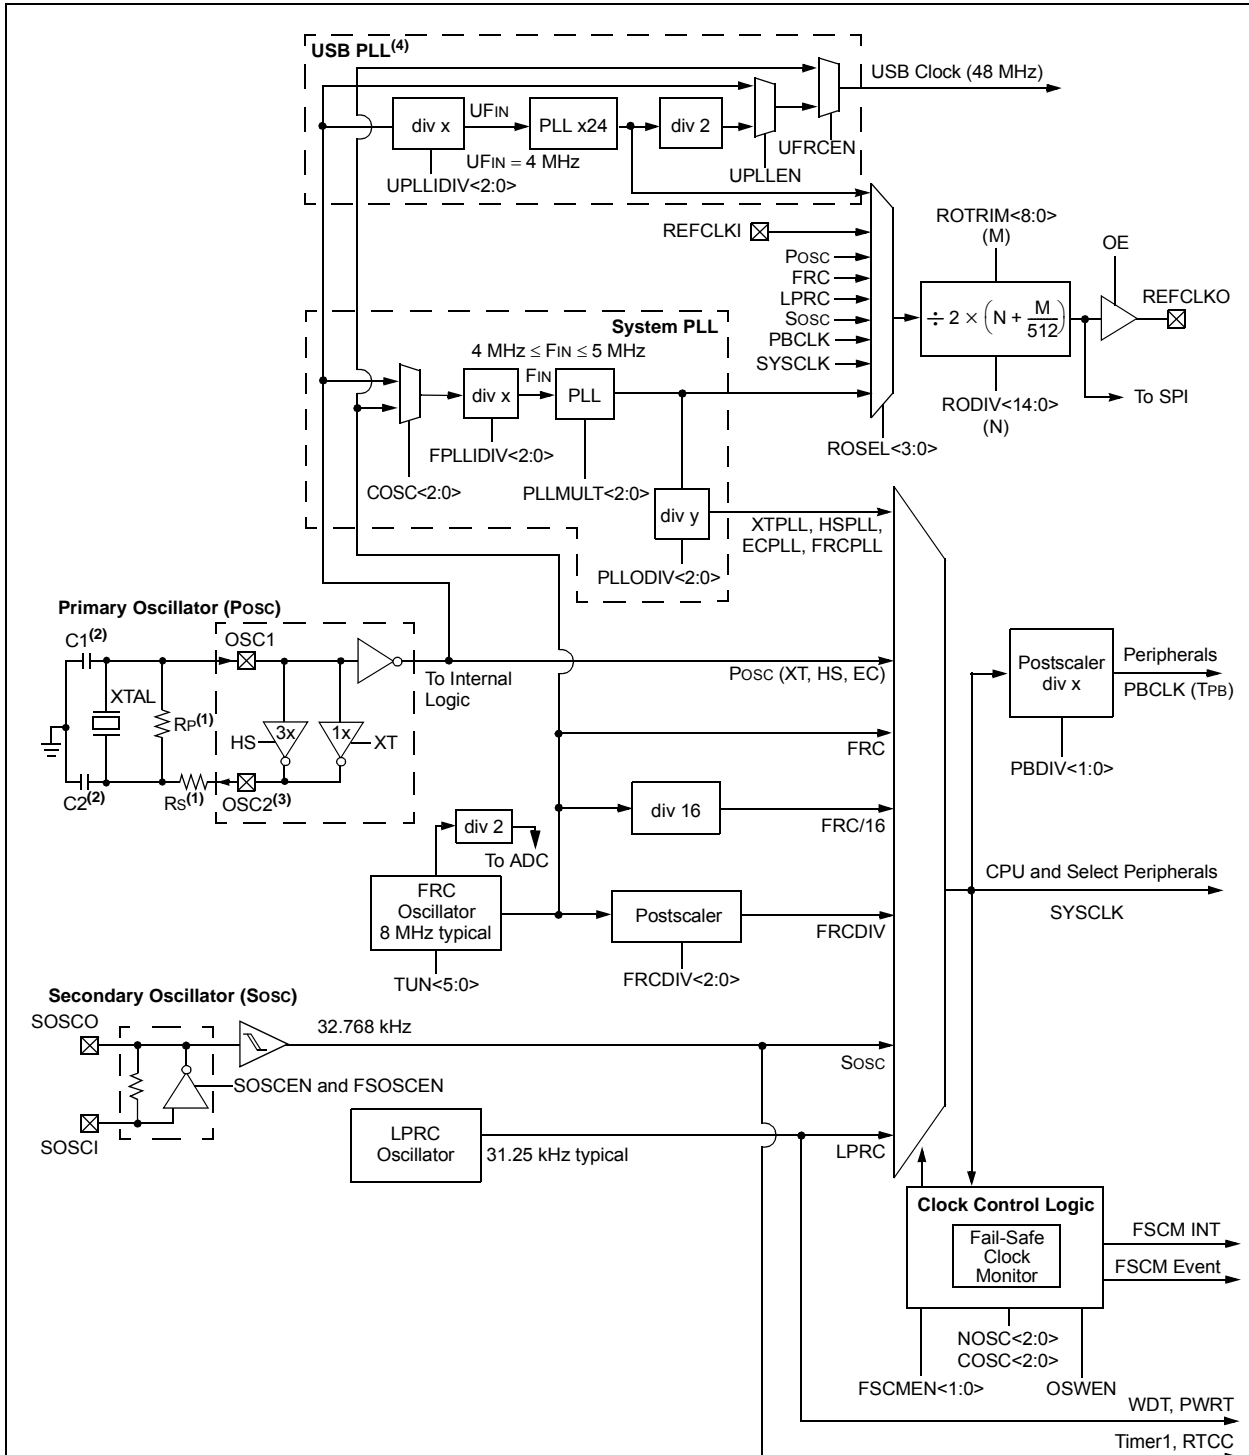 USB PLL(4)
USB Clock (48 MHz)
div x
UFIN
PLL x24
div 2
UFIN = 4 MHz
UFRCEN
UPLLEN
UPLLIDIV<2:0>
REFCLKI
POSC
FRC
LPRC
SOSC
PBCLK
SYSCLK
ROTRIM<8:0>
(M)
OE
REFCLKO
÷ 2 × (N + M/512)
To SPI
RODIV<14:0>
(N)
ROSEL<3:0>
System PLL
4 MHz ≤ FIN ≤ 5 MHz
FIN
div x
PLL
FPLLIDIV<2:0>
COSC<2:0>
PLLMULT<2:0>
div y
XTPLL, HSPLL,
ECPLL, FRCPLL
PLLODIV<2:0>
Primary Oscillator (POSC)
C1(2)
OSC1
XTAL
RP(1)
3x
1x
HS
XT
C2(2)
RS(1)
OSC2(3)
To Internal
Logic
POSC (XT, HS, EC)
Postscaler
div x
Peripherals
PBCLK (TPB)
PBDIV<1:0>
FRC
div 16
FRC/16
div 2
To ADC
FRC
Oscillator
8 MHz typical
TUN<5:0>
Postscaler
FRCDIV
FRCDIV<2:0>
CPU and Select Peripherals
SYSCLK
Secondary Oscillator (SOSC)
SOSCO
32.768 kHz
SOSCEN and FSOSCEN
SOSCI
SOSC
LPRC
Oscillator
31.25 kHz typical
LPRC
Clock Control Logic
Fail-Safe
Clock
Monitor
FSCM INT
FSCM Event
NOSC<2:0>
COSC<2:0>
FSCMEN<1:0>
OSWEN
WDT, PWRT
Timer1, RTCC